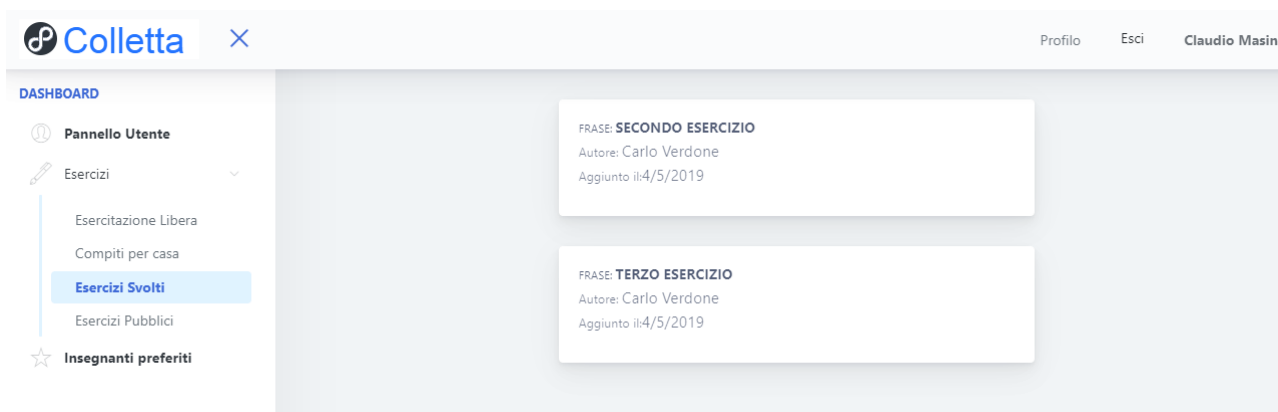 Colletta
Profilo Esci Claudio Masin
DASHBOARD
Pannello Utente
Esercizi
Esercitazione Libera
Compiti per casa
Esercizi Svolti
Esercizi Pubblici
Insegnanti preferiti
FRASE: SECONDO ESERCIZIO
Autore: Carlo Verdone
Aggiunto il:4/5/2019
FRASE: TERZO ESERCIZIO
Autore: Carlo Verdone
Aggiunto il:4/5/2019